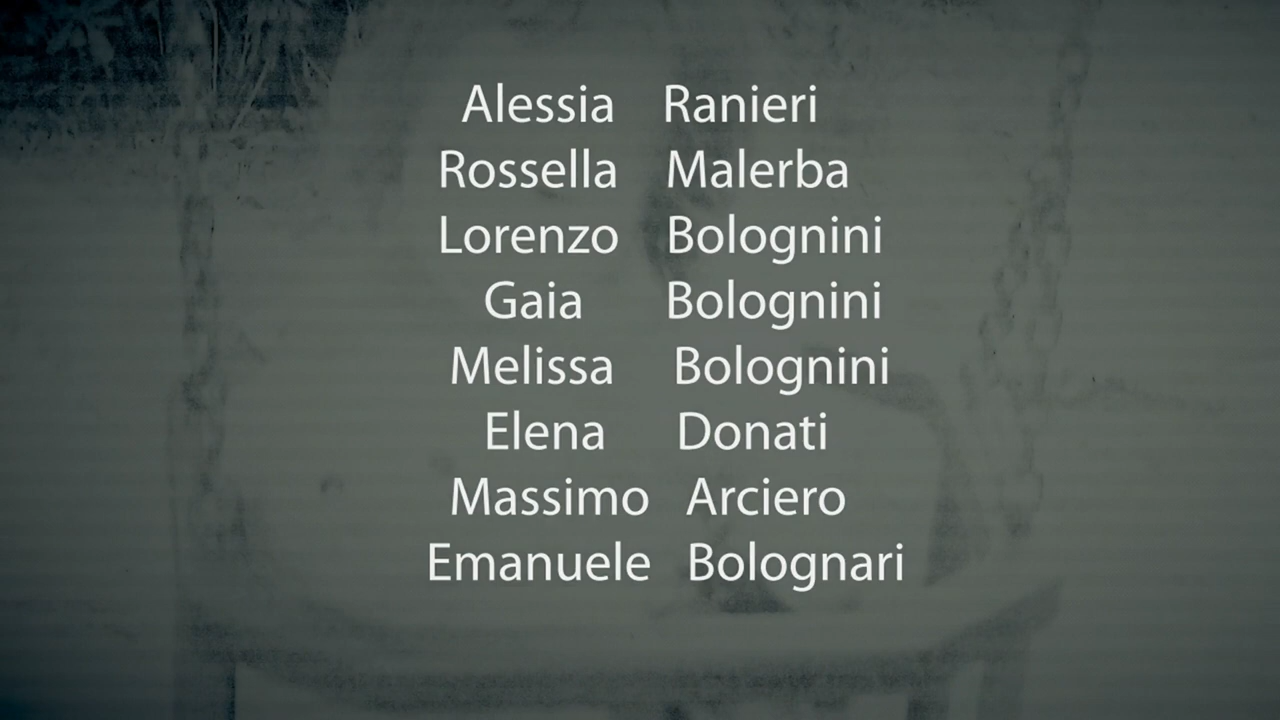 Alessia Ranieri
Rossella Malerba
Lorenzo Bolognini
Gaia Bolognini
Melissa Bolognini
Elena Donati
Massimo Arciero
Emanuele Bolognari